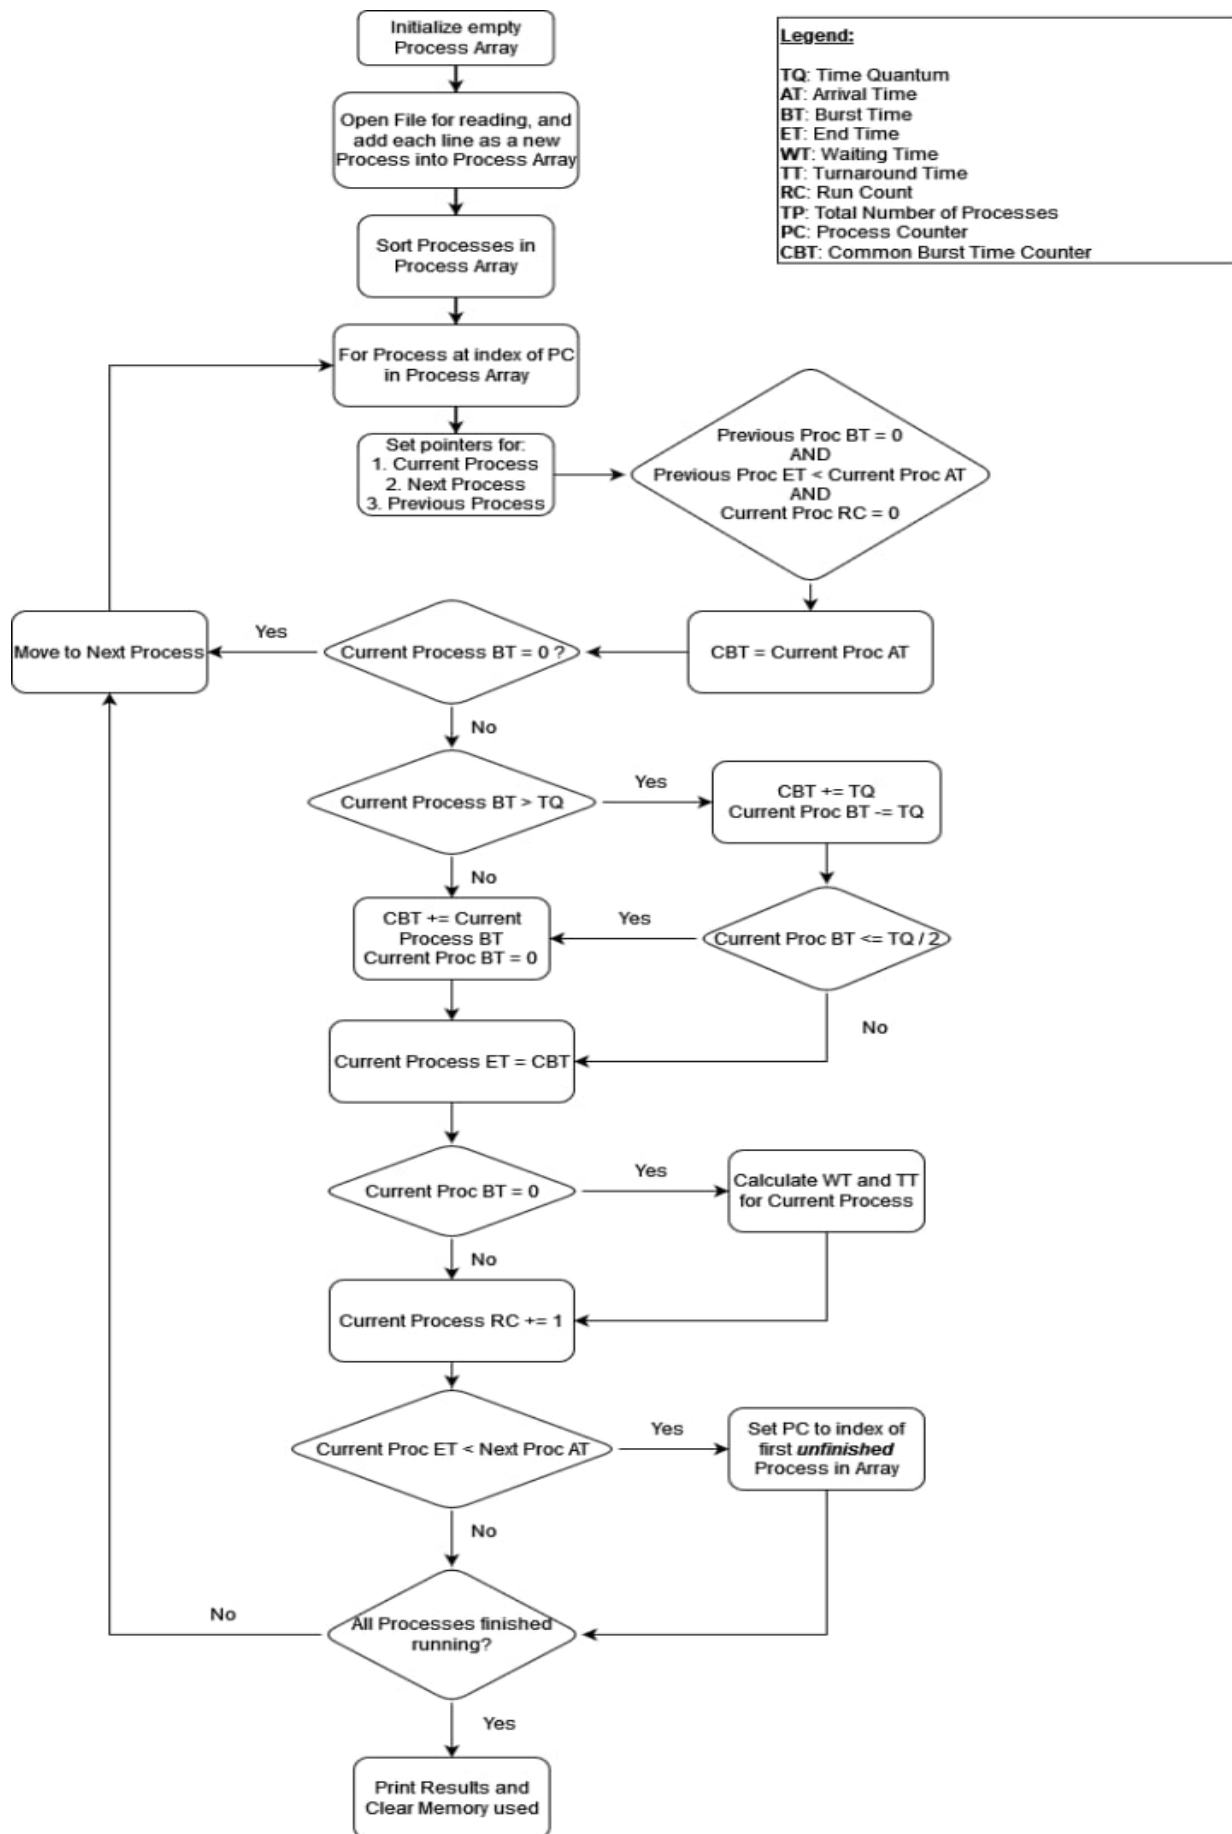 Initialize empty
Process Array
Open File for reading, and
add each line as a new
Process into Process Array
Sort Processes in
Process Array
For Process at index of PC
in Process Array
Set pointers for:
1. Current Process
2. Next Process
3. Previous Process
Legend:
TQ: Time Quantum
AT: Arrival Time
BT: Burst Time
ET: End Time
WT: Waiting Time
TT: Turnaround Time
RC: Run Count
TP: Total Number of Processes
PC: Process Counter
CBT: Common Burst Time Counter
Previous Proc BT = 0
AND
Previous Proc ET < Current Proc AT
AND
Current Proc RC = 0
CBT = Current Proc AT
Current Process BT = 0 ?
Yes
Move to Next Process
No
Current Process BT > TQ
Yes
CBT += TQ
Current Proc BT -= TQ
No
CBT += Current
Process BT
Current Proc BT = 0
Yes
Current Proc BT <= TQ / 2
No
Current Process ET = CBT
Current Proc BT = 0
Yes
Calculate WT and TT
for Current Process
No
Current Process RC += 1
Current Proc ET < Next Proc AT
Yes
Set PC to index of
first unfinished
Process in Array
No
All Processes finished
running?
No
Yes
Print Results and
Clear Memory used